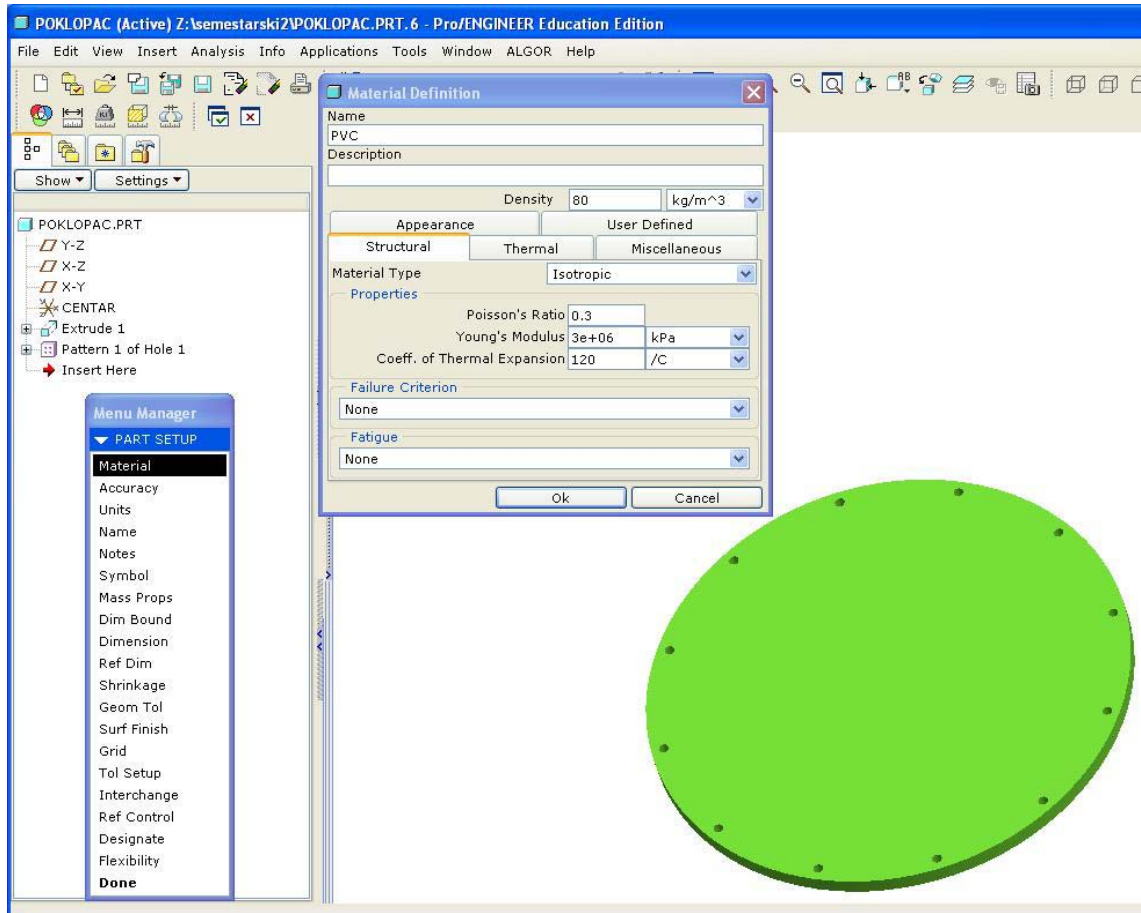 POKLOPAC (Active) Z:\semestarski2\POKLOPAC.PRT.6 - Pro/ENGINEER Education Edition
File Edit View Insert Analysis Info Applications Tools Window ALGOR Help
Material Definition
Name
PVC
Description
Density 80 kg/m^3
Appearance User Defined
Structural Thermal Miscellaneous
Material Type Isotropic
Properties
Poisson's Ratio 0.3
Young's Modulus 3e+06 kPa
Coeff. of Thermal Expansion 120 /C
Failure Criterion
None
Fatigue
None
Ok Cancel
Show Settings
POKLOPAC.PRT
Y-Z
X-Z
X-Y
CENTAR
Extrude 1
Pattern 1 of Hole 1
Insert Here
Menu Manager
PART SETUP
Material
Accuracy
Units
Name
Notes
Symbol
Mass Props
Dim Bound
Dimension
Ref Dim
Shrinkage
Geom Tol
Surf Finish
Grid
Tol Setup
Interchange
Ref Control
Designate
Flexibility
Done